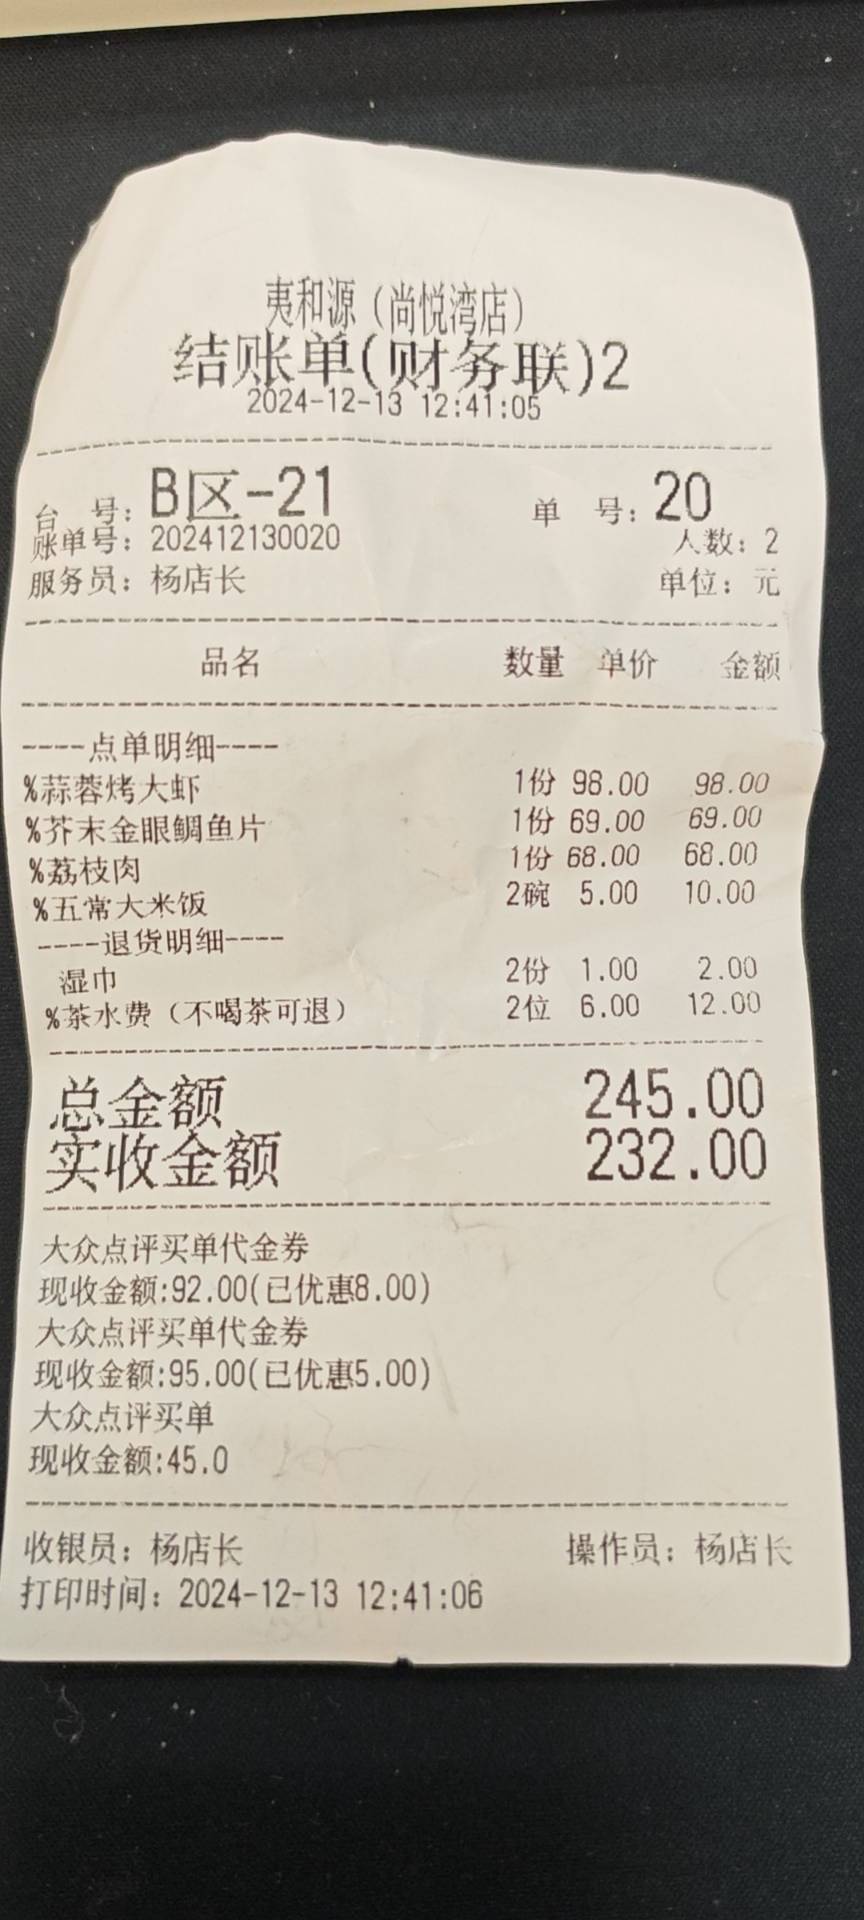 夷和源（尚悦湾店）
结账单(财务联)2
2024-12-13 12:41:05
台 号: B区-21 单 号: 20
账单号: 202412130020 人数: 2
服务员: 杨店长 单位: 元
品名 数量 单价 金额
----点单明细----
%蒜蓉烤大虾 1份 98.00 98.00
%芥末金眼鲷鱼片 1份 69.00 69.00
%荔枝肉 1份 68.00 68.00
%五常大米饭 2碗 5.00 10.00
----退货明细----
湿巾 2份 1.00 2.00
%茶水费（不喝茶可退） 2位 6.00 12.00
总金额 245.00
实收金额 232.00
大众点评买单代金券
现收金额:92.00(已优惠8.00)
大众点评买单代金券
现收金额:95.00(已优惠5.00)
大众点评买单
现收金额:45.0
收银员: 杨店长 操作员: 杨店长
打印时间: 2024-12-13 12:41:06